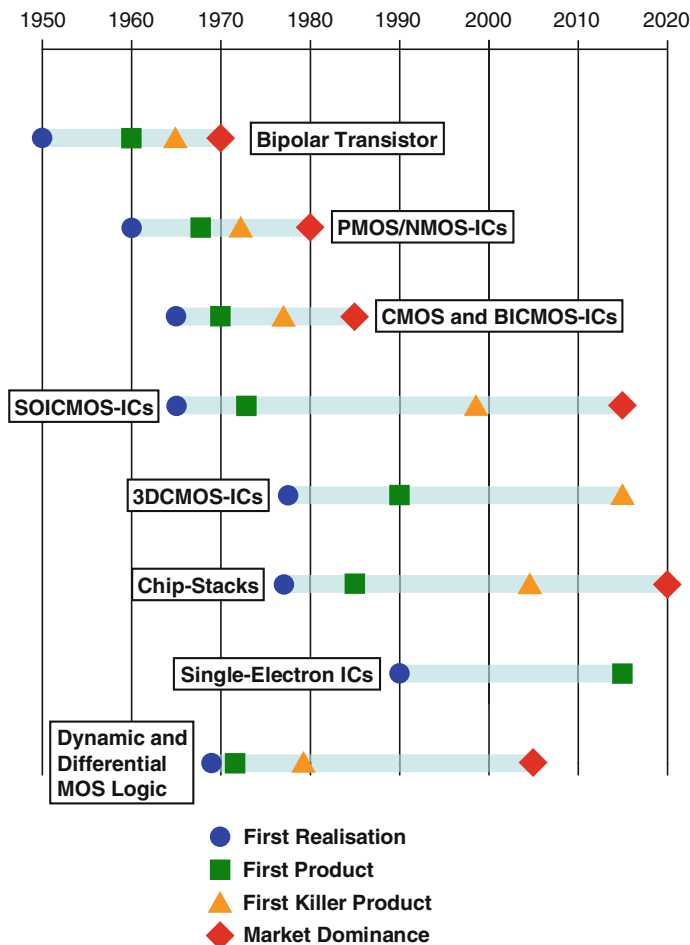 1950 1960 1970 1980 1990 2000 2010 2020
Bipolar Transistor
PMOS/NMOS-ICs
CMOS and BICMOS-ICs
SOICMOS-ICs
3DCMOS-ICs
Chip-Stacks
Single-Electron ICs
Dynamic and
Differential
MOS Logic
First Realisation
First Product
First Killer Product
Market Dominance